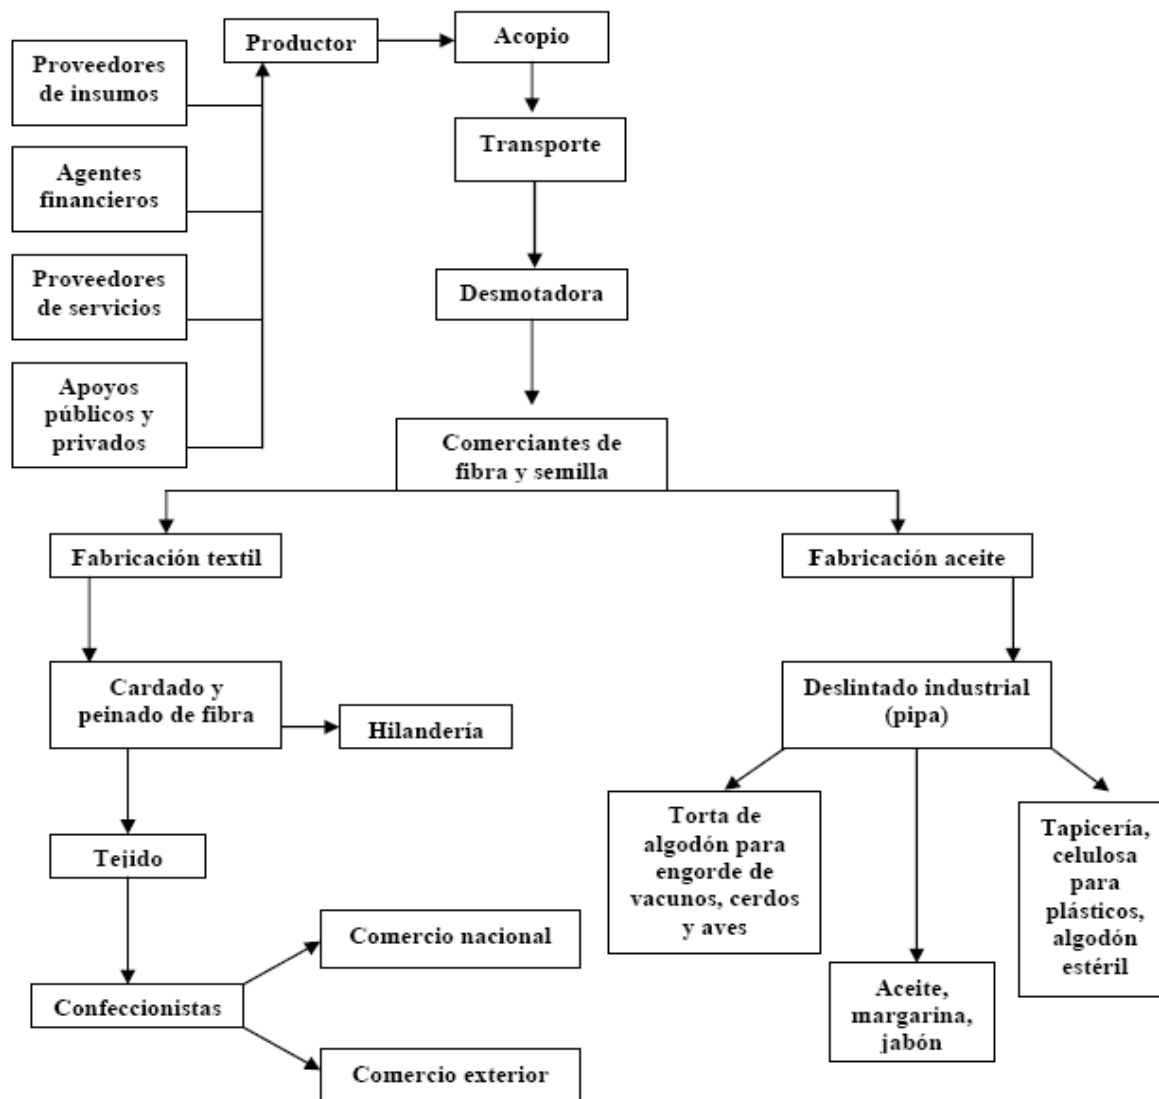 Productor
Acopio
Proveedores
de insumos
Transporte
Agentes
financieros
Proveedores
de servicios
Desmotadora
Apoyos
públicos y
privados
Comerciantes de
fibra y semilla
Fabricación textil
Fabricación aceite
Cardado y
peinado de fibra
Hilandería
Deslintado industrial
(pipa)
Torta de
algodón para
engorde de
vacunos, cerdos
y aves
Tapicería,
celulosa
para
plásticos,
algodón
estéril
Tejido
Comercio nacional
Aceite,
margarina,
jabón
Confeccionistas
Comercio exterior